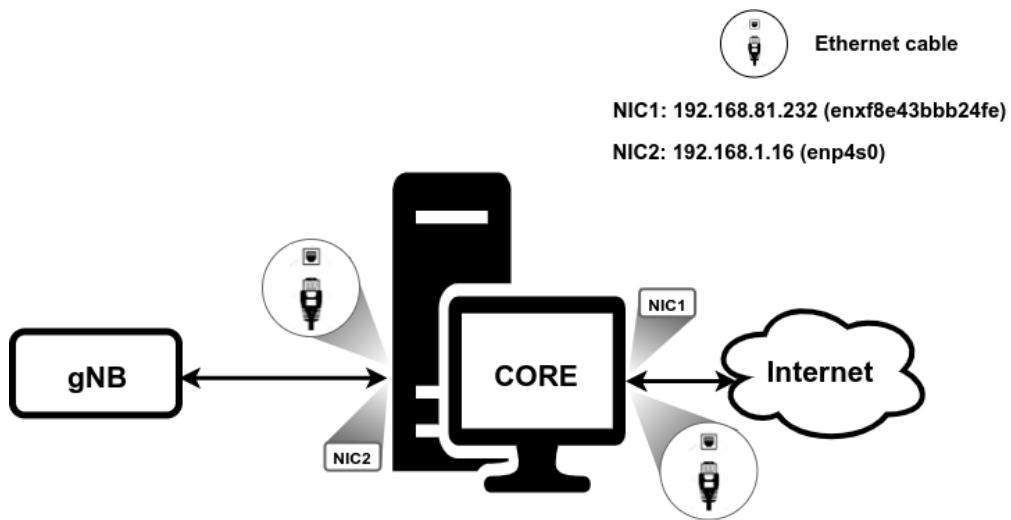 Ethernet cable
NIC1: 192.168.81.232 (enxf8e43bbb24fe)
NIC2: 192.168.1.16 (enp4s0)
NIC1
gNB
CORE
Internet
NIC2